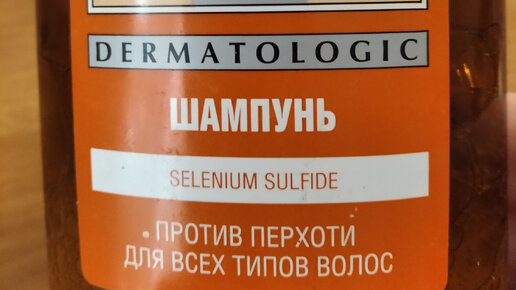 DERMATOLOGIC
ШАМПУНЬ
SELENIUM SULFIDE
ПРОТИВ ПЕРХОТИ
ДЛЯ ВСЕХ ТИПОВ ВОЛОС